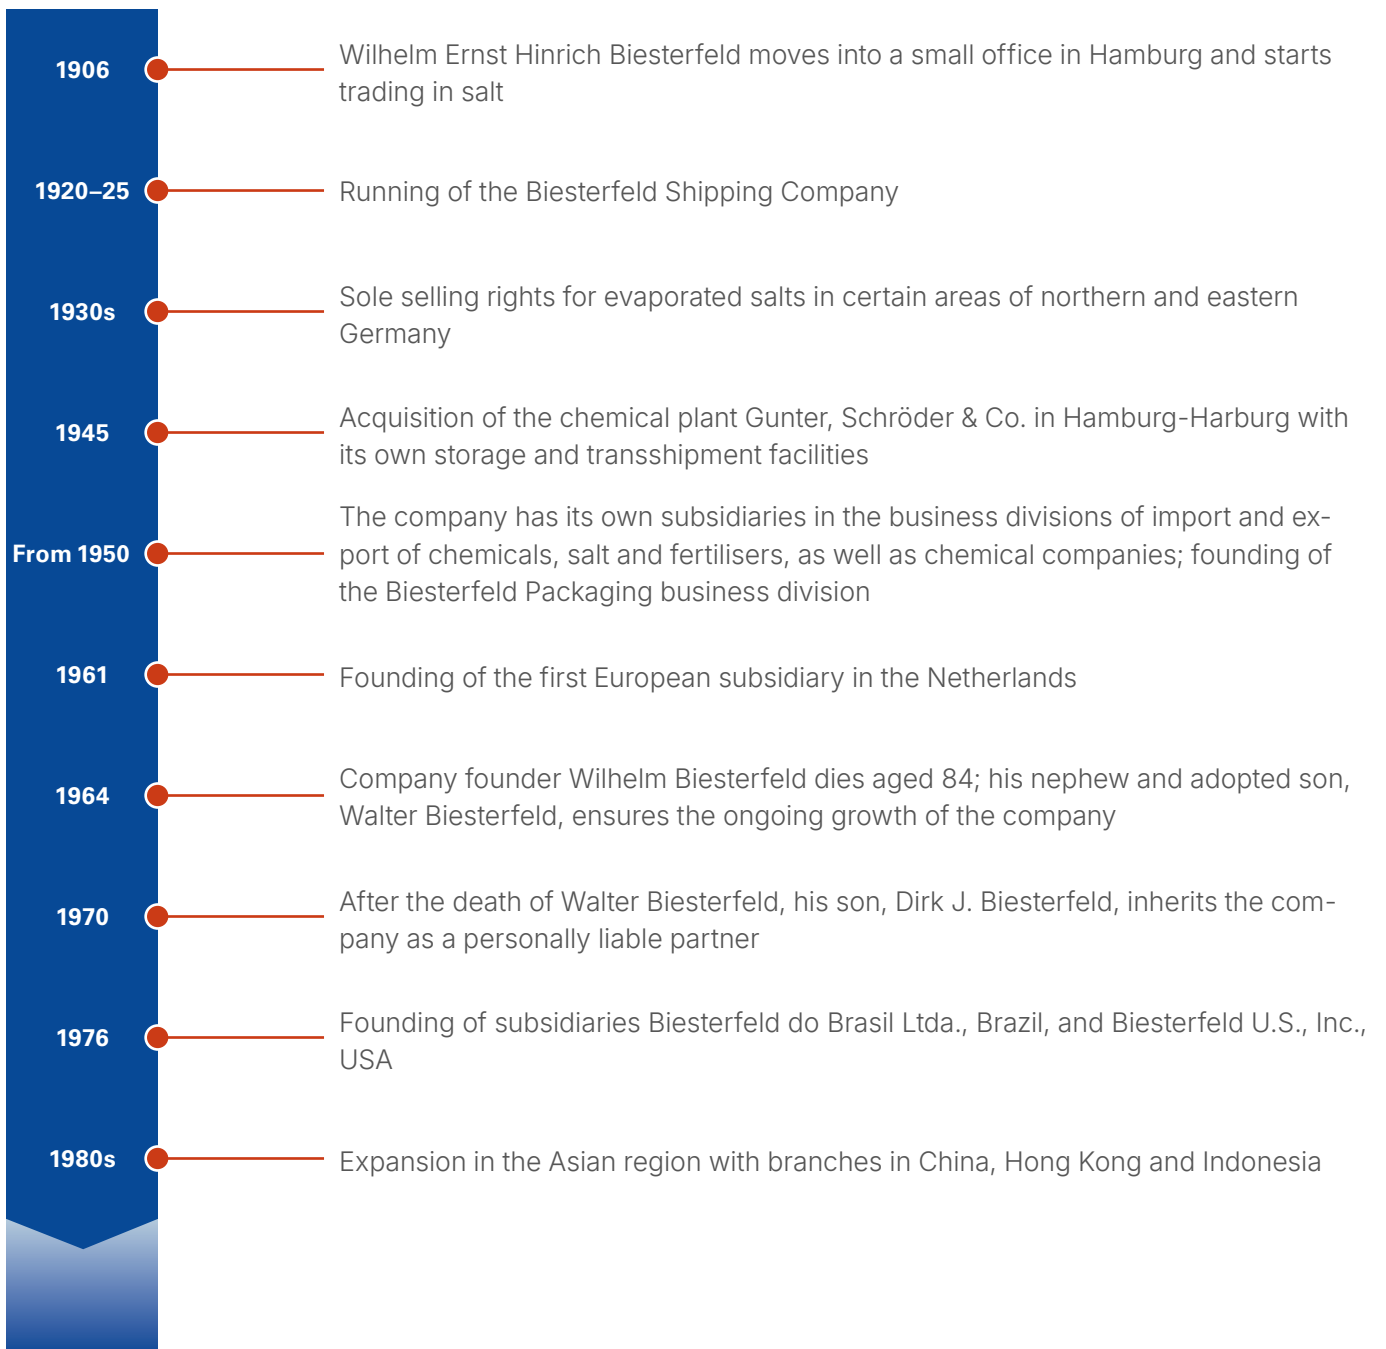 1906
Wilhelm Ernst Hinrich Biesterfeld moves into a small office in Hamburg and starts
trading in salt
1920–25
Running of the Biesterfeld Shipping Company
1930s
Sole selling rights for evaporated salts in certain areas of northern and eastern
Germany
1945
Acquisition of the chemical plant Gunter, Schröder & Co. in Hamburg-Harburg with
its own storage and transshipment facilities
From 1950
The company has its own subsidiaries in the business divisions of import and ex-
port of chemicals, salt and fertilisers, as well as chemical companies; founding of
the Biesterfeld Packaging business division
1961
Founding of the first European subsidiary in the Netherlands
1964
Company founder Wilhelm Biesterfeld dies aged 84; his nephew and adopted son,
Walter Biesterfeld, ensures the ongoing growth of the company
1970
After the death of Walter Biesterfeld, his son, Dirk J. Biesterfeld, inherits the com-
pany as a personally liable partner
1976
Founding of subsidiaries Biesterfeld do Brasil Ltda., Brazil, and Biesterfeld U.S., Inc.,
USA
1980s
Expansion in the Asian region with branches in China, Hong Kong and Indonesia